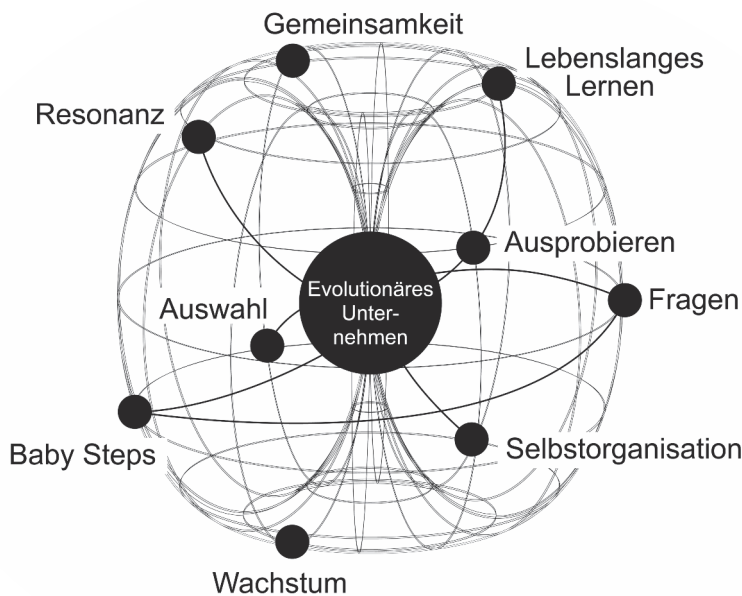 Gemeinsamkeit
Lebenslanges
Lernen
Resonanz
Ausprobieren
Evolutionäres
Unter-
nehmen
Auswahl
Fragen
Baby Steps
Selbstorganisation
Wachstum